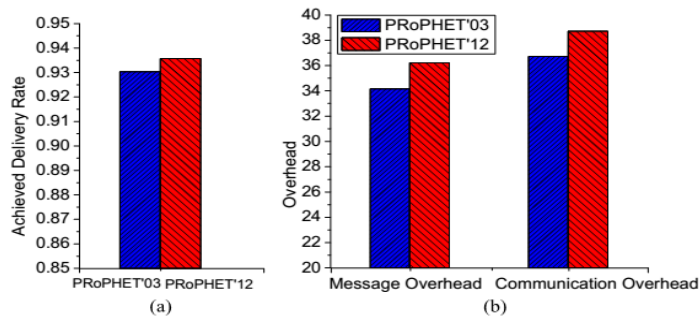 0.95
0.94
0.93
0.92
0.91
0.90
0.89
0.88
0.87
0.86
0.85
Achieved Delivery Rate
PRoPHET'03 PRoPHET'12
(a)
40
38
36
34
32
30
28
26
24
22
20
Overhead
PRoPHET'03
PRoPHET'12
Message Overhead
Communication Overhead
(b)